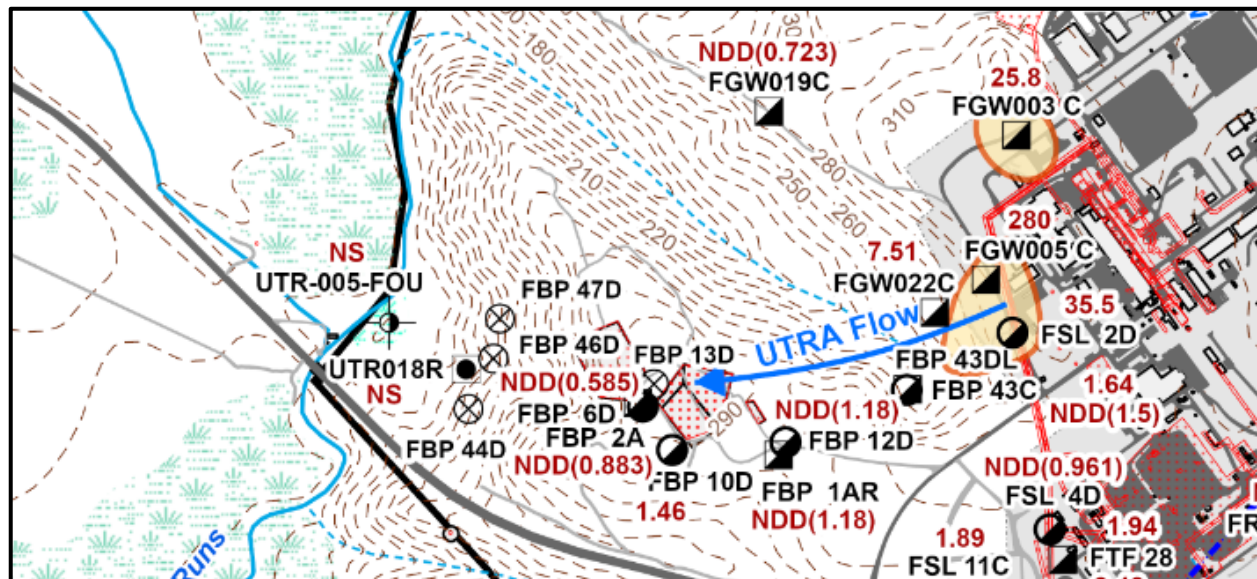 180
30
NDD(0.723)
FGW019C
25.8
FGW003 C
310
280
210
250
260
220
280
FGW005 C
7.51
FGW022C
NS
UTR-005-FOU
FBP 47D
35.5
FSL 2D
UTRA Flow
FBP 46D
FBP 13D
FBP 43DL
UTR018R
NDD(0.585)
FBP 43C
1.64
NS
FBP 6D
290
NDD(1.18)
NDD(1.5)
FBP 2A
FBP 12D
FBP 44D
NDD(0.883)
NDD(0.961)
FBP 10D
FBP 1AR
FSL 4D
1.46
NDD(1.18)
1.94
FR
1.89
FTF 28
FSL 11C
Runs